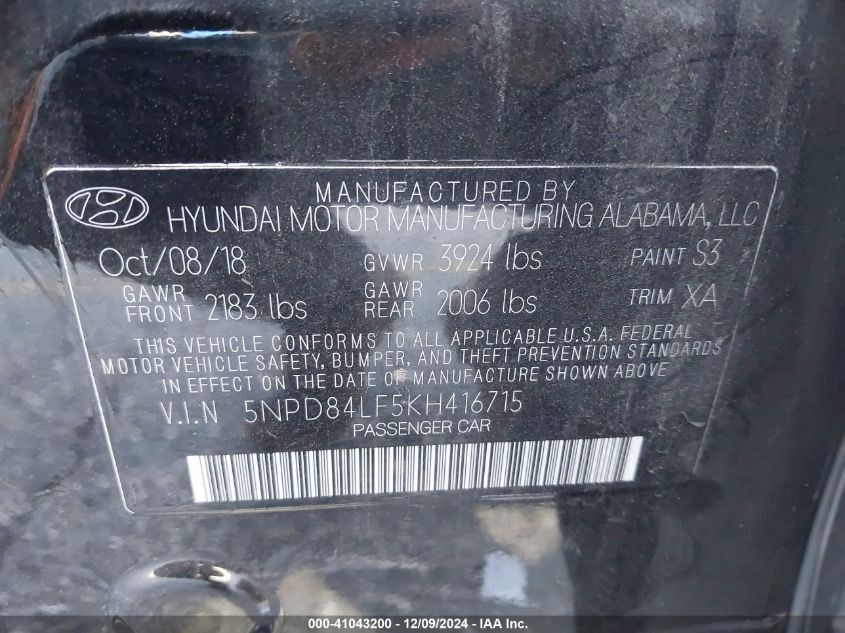 MANUFACTURED BY
HYUNDAI MOTOR MANUFACTURING ALABAMA, LLC
Oct/08/18 GVWR 3924 lbs PAINT S3
GAWR FRONT 2183 lbs GAWR REAR 2006 lbs TRIM XA
THIS VEHICLE CONFORMS TO ALL APPLICABLE U.S.A. FEDERAL
MOTOR VEHICLE SAFETY, BUMPER, AND THEFT PREVENTION STANDARDS
IN EFFECT ON THE DATE OF MANUFACTURE SHOWN ABOVE
V.I.N 5NPD84LF5KH416715
PASSENGER CAR
000-41043200 - 12/09/2024 - IAA Inc.